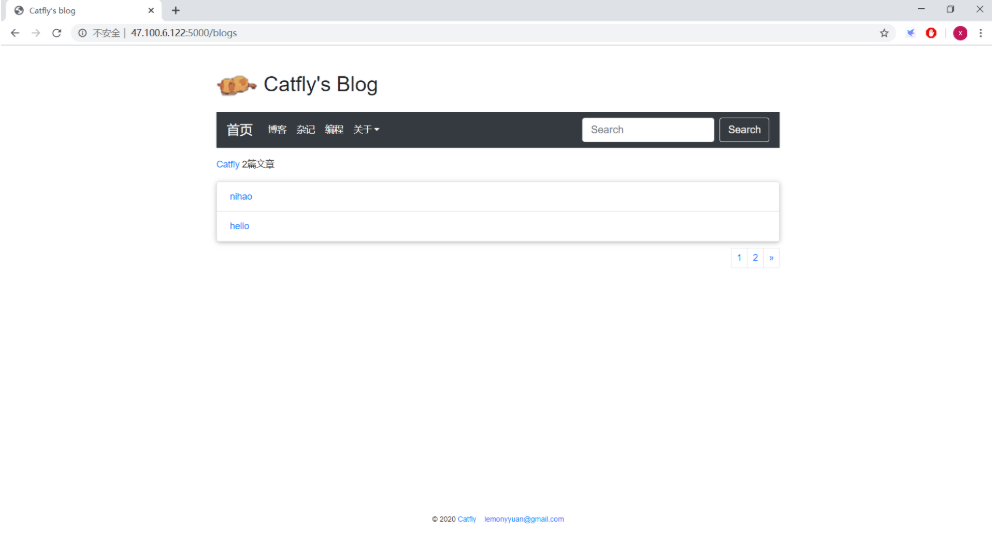 Catfly's blog
不安全 | 47.100.6.122:5000/blogs
x
Catfly's Blog
首页 博客 杂记 编程 关于 Search Search
Catfly 2篇文章
nihao
hello
1 2 »
© 2020 Catfly lemonyyuan@gmail.com